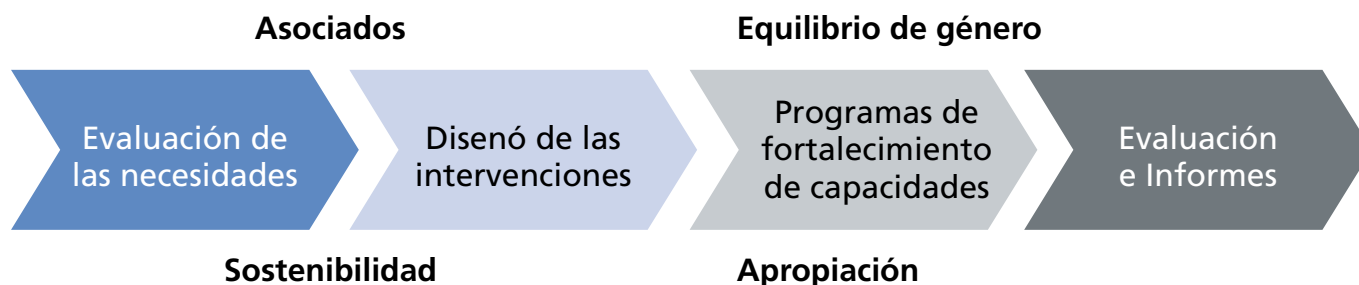 Asociados
Equilibrio de género
Evaluación de
las necesidades
Disenó de las
intervenciones
Programas de
fortalecimiento
de capacidades
Evaluación
e Informes
Sostenibilidad
Apropiación